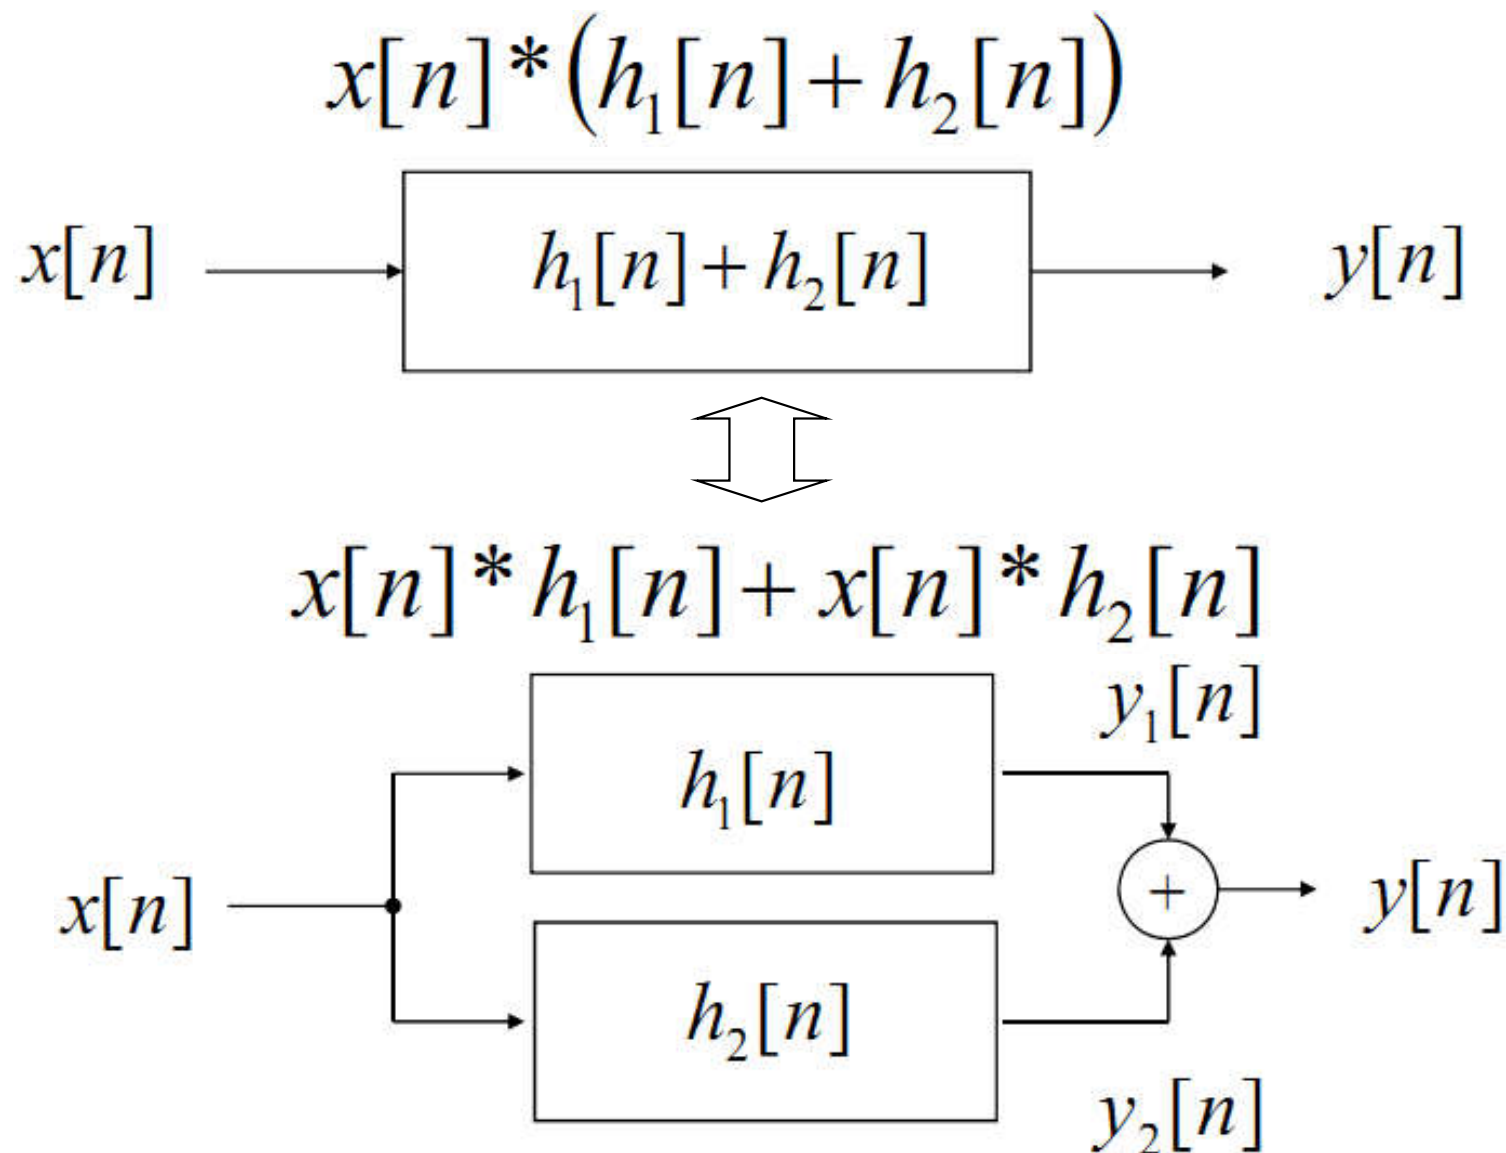 x[n]*(h₁[n]+h₂[n])
x[n] h₁[n]+h₂[n] y[n]
x[n]*h₁[n]+x[n]*h₂[n]
y₁[n]
h₁[n]
x[n] + y[n]
h₂[n]
y₂[n]